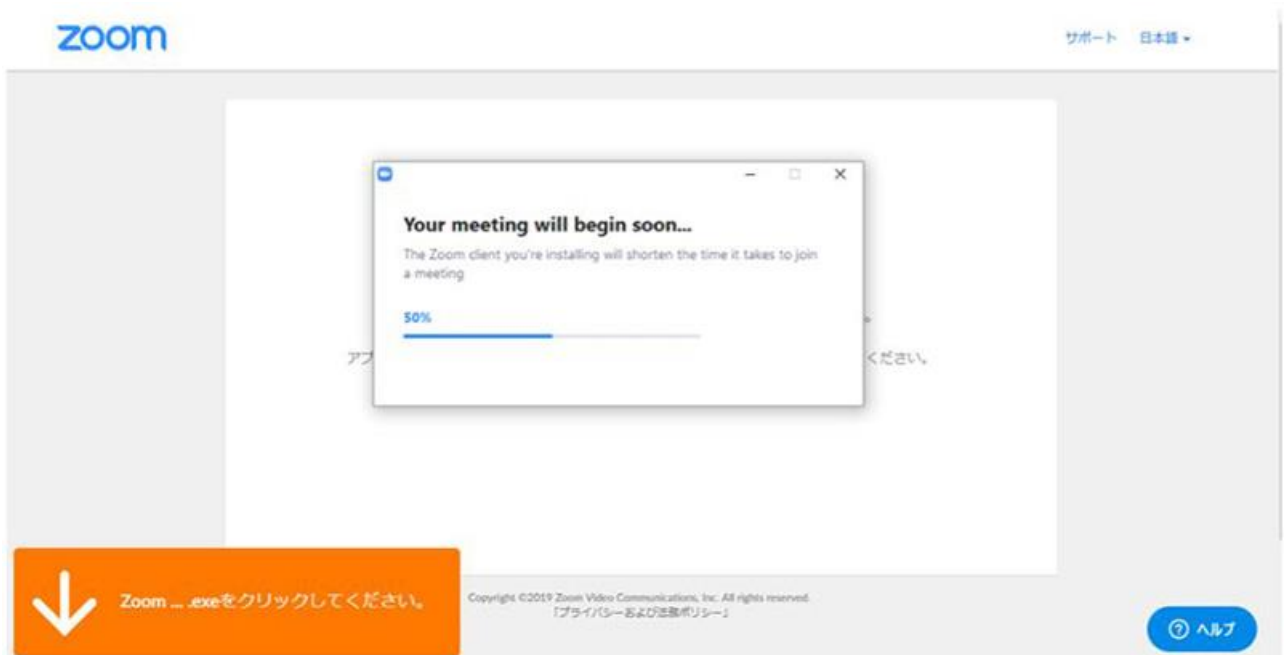 zoom
サポート 日本語
Your meeting will begin soon...
The Zoom client you're installing will shorten the time it takes to join
a meeting
50%
。
アプ
ください。
Zoom ... .exeをクリックしてください。
Copyright ©2019 Zoom Video Communications, Inc. All rights reserved.
「プライバシーおよび法務ポリシー」
? ヘルプ